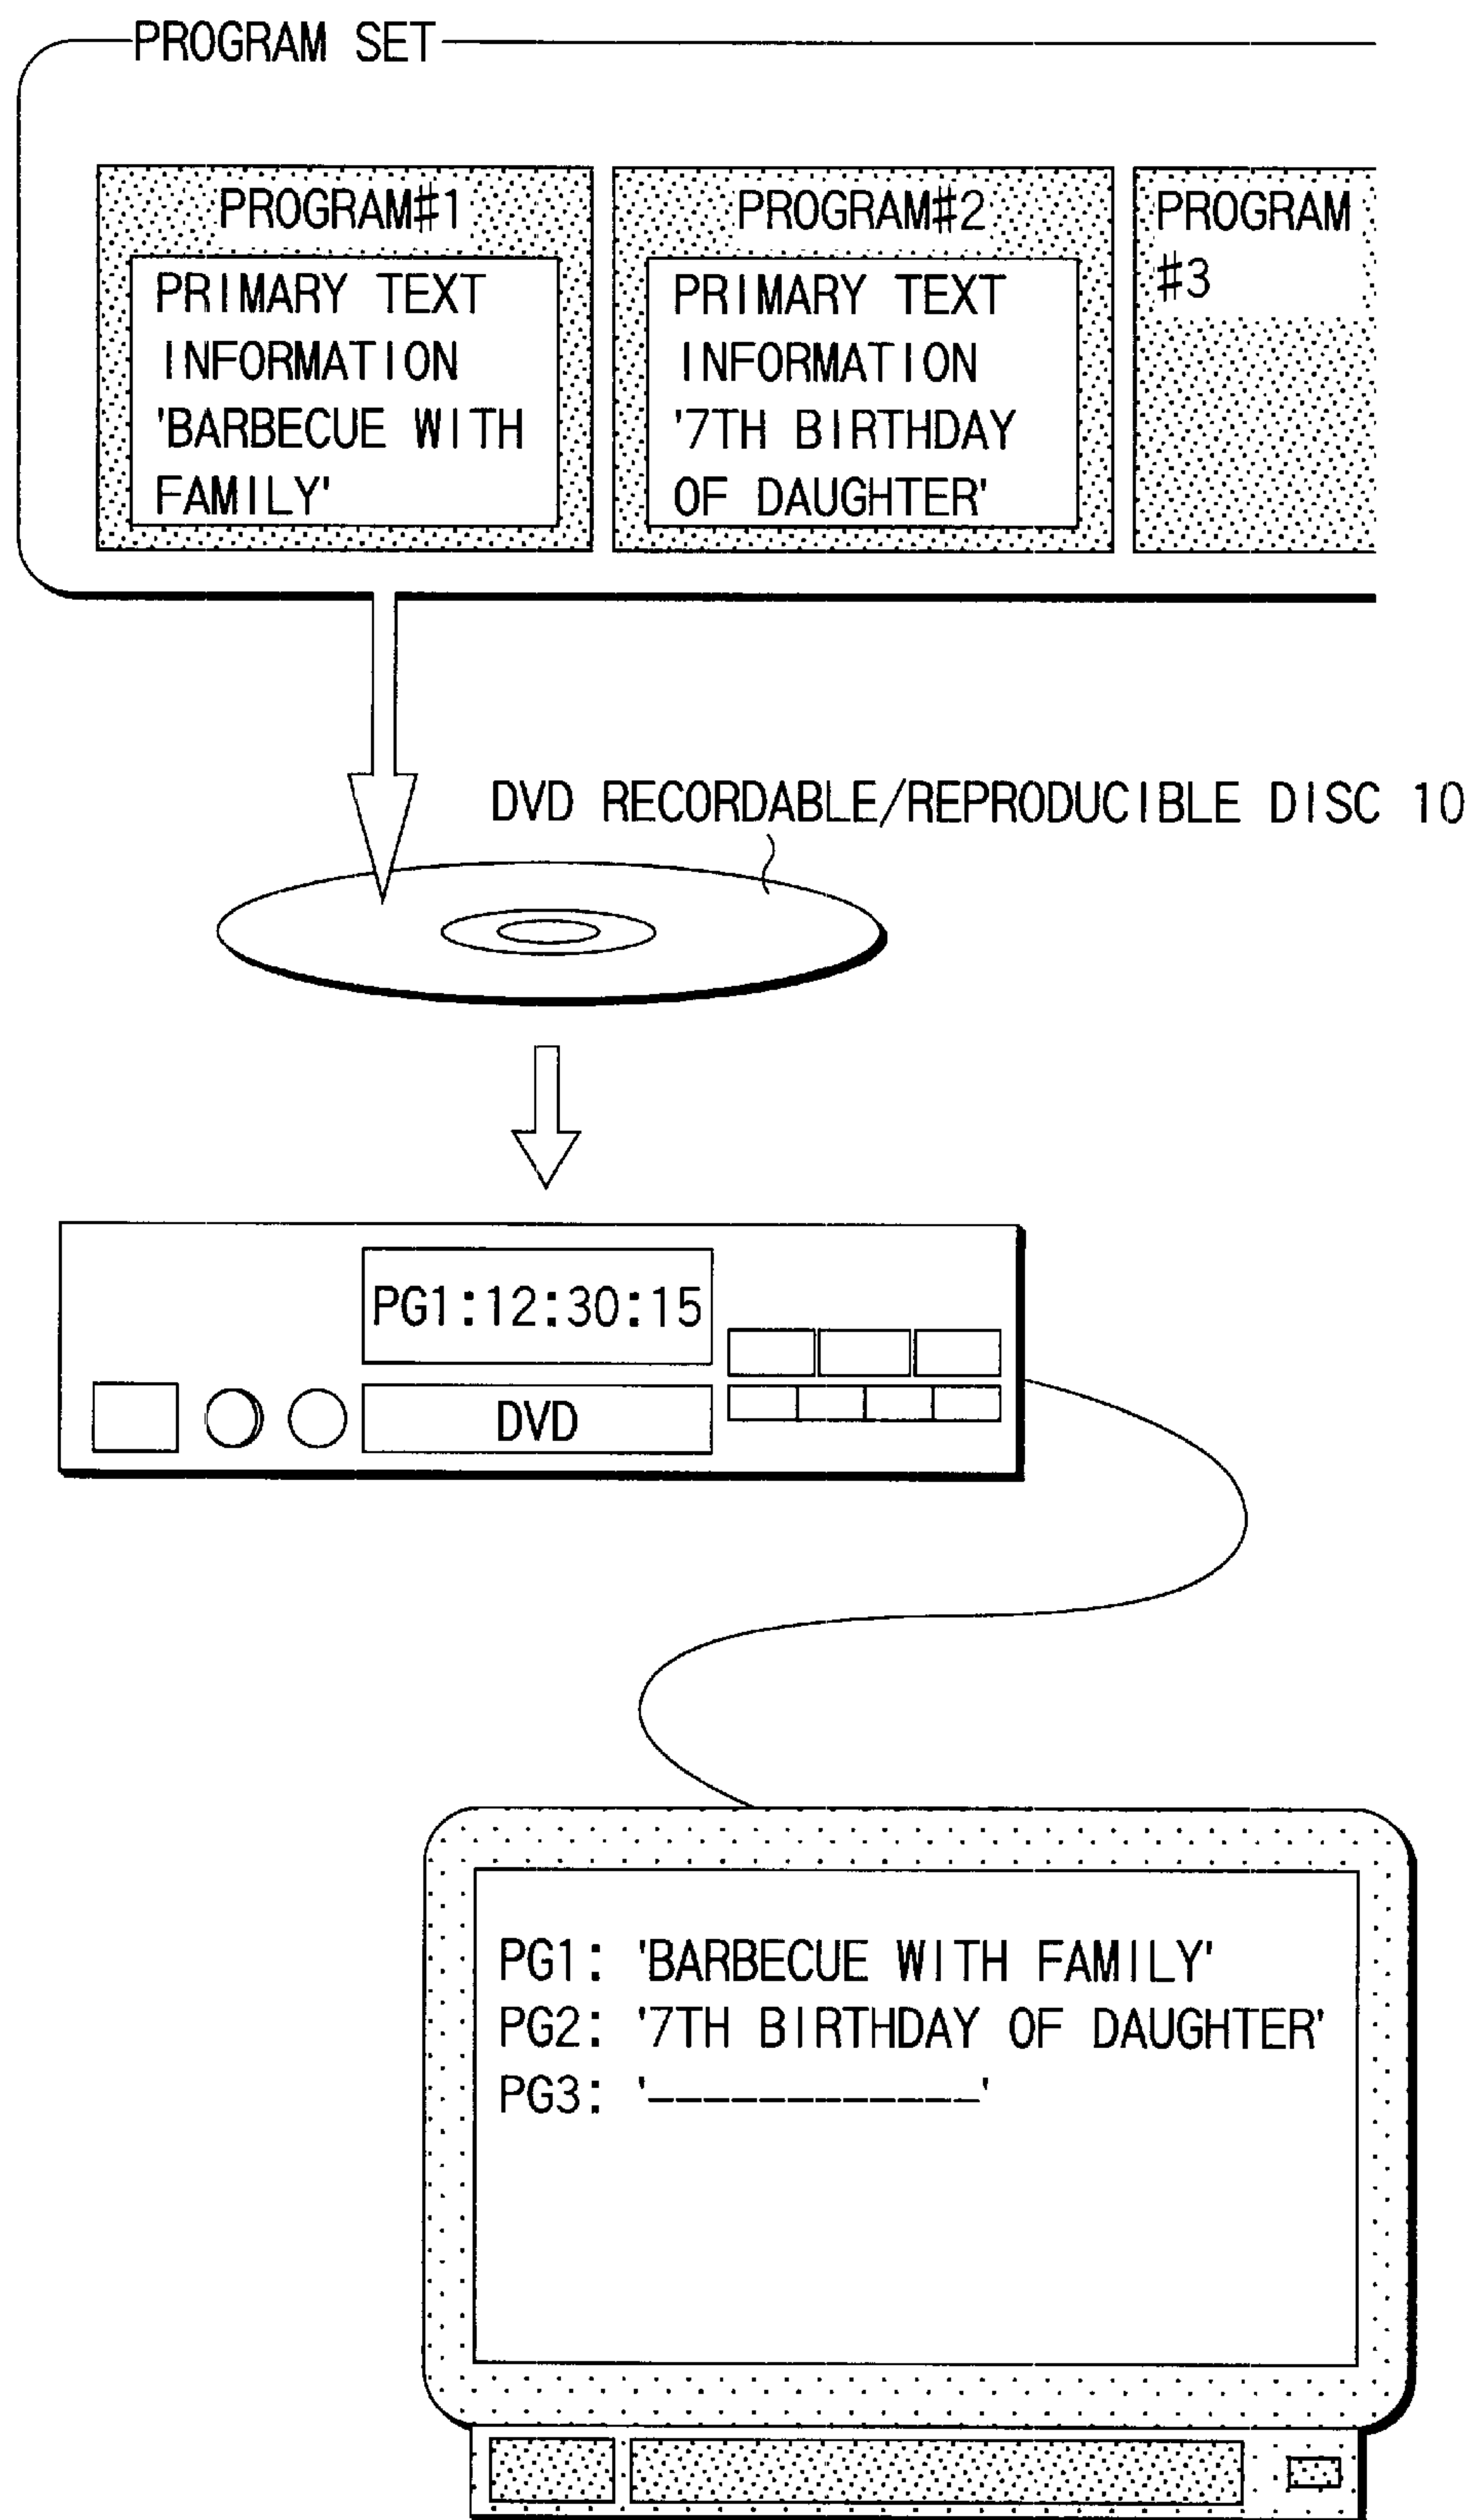 PROGRAM SET
PROGRAM#1
PRIMARY TEXT
INFORMATION
'BARBECUE WITH
FAMILY'
PROGRAM#2
PRIMARY TEXT
INFORMATION
'7TH BIRTHDAY
OF DAUGHTER'
PROGRAM
#3
DVD RECORDABLE/REPRODUCIBLE DISC 10
PG1:12:30:15
DVD
PG1: 'BARBECUE WITH FAMILY'
PG2: '7TH BIRTHDAY OF DAUGHTER'
PG3: '____________'